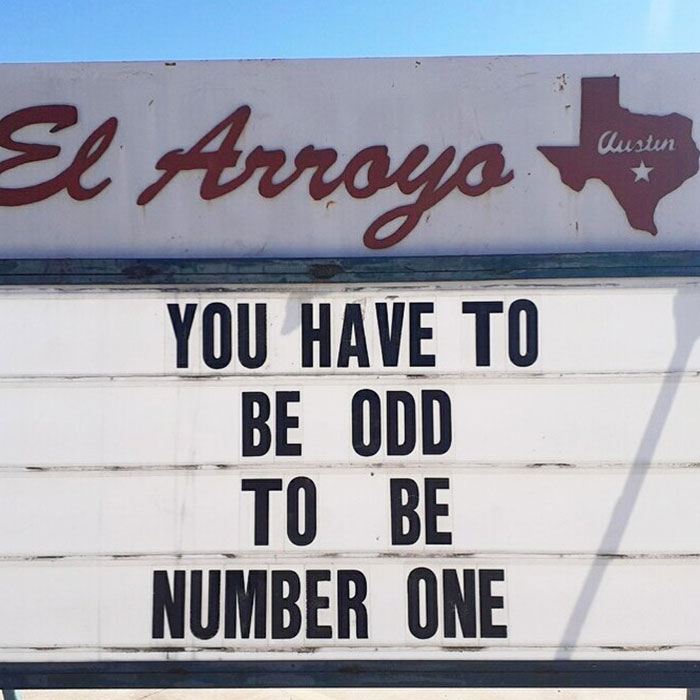 El Arroyo
Austin
YOU HAVE TO
BE ODD
TO BE
NUMBER ONE